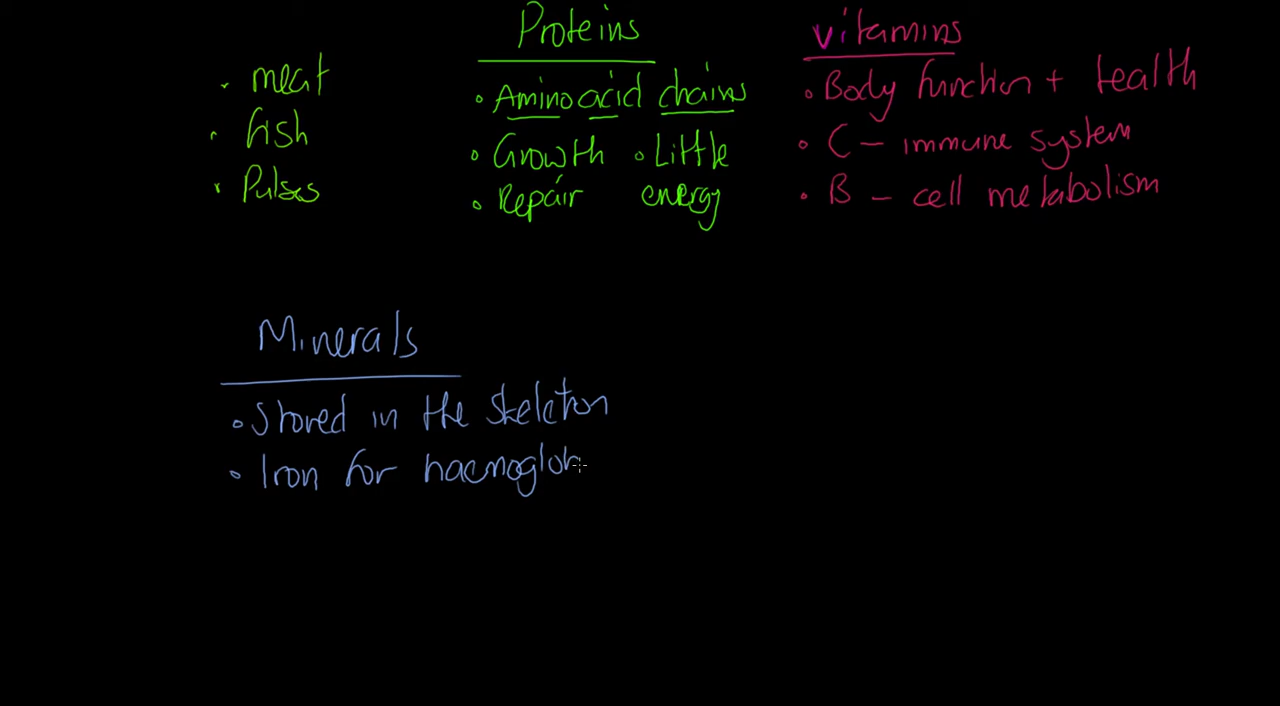 • meat
• fish
• Pulses
Proteins
• Amino acid chains
• Growth • Little
• Repair energy
vitamins
• Body function + health
• C – immune system
• B – cell metabolism
Minerals
• Stored in the skeleton
• Iron for haemoglob